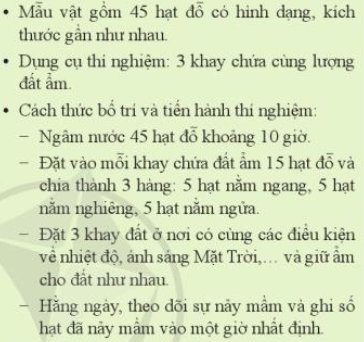 • Mẫu vật gồm 45 hạt đỗ có hình dạng, kích
thước gần như nhau.
• Dụng cụ thí nghiệm: 3 khay chứa cùng lượng
đất ẩm.
• Cách thức bố trí và tiến hành thí nghiệm:
− Ngâm nước 45 hạt đỗ khoảng 10 giờ.
− Đặt vào mỗi khay chứa đất ẩm 15 hạt đỗ và
chia thành 3 hàng: 5 hạt nằm ngang, 5 hạt
nằm nghiêng, 5 hạt nằm ngửa.
− Đặt 3 khay đất ở nơi có cùng các điều kiện
về nhiệt độ, ánh sáng Mặt Trời,... và giữ ẩm
cho đất như nhau.
− Hằng ngày, theo dõi sự nảy mầm và ghi số
hạt đã nảy mầm vào một giờ nhất định.